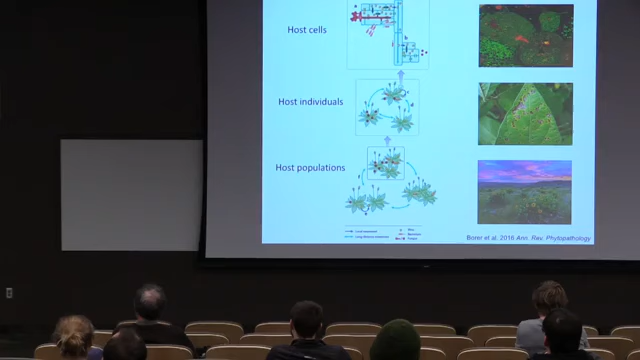 Host cells
Host individuals
Host populations
Borer et al. 2016 Ann. Rev. Phytopathology